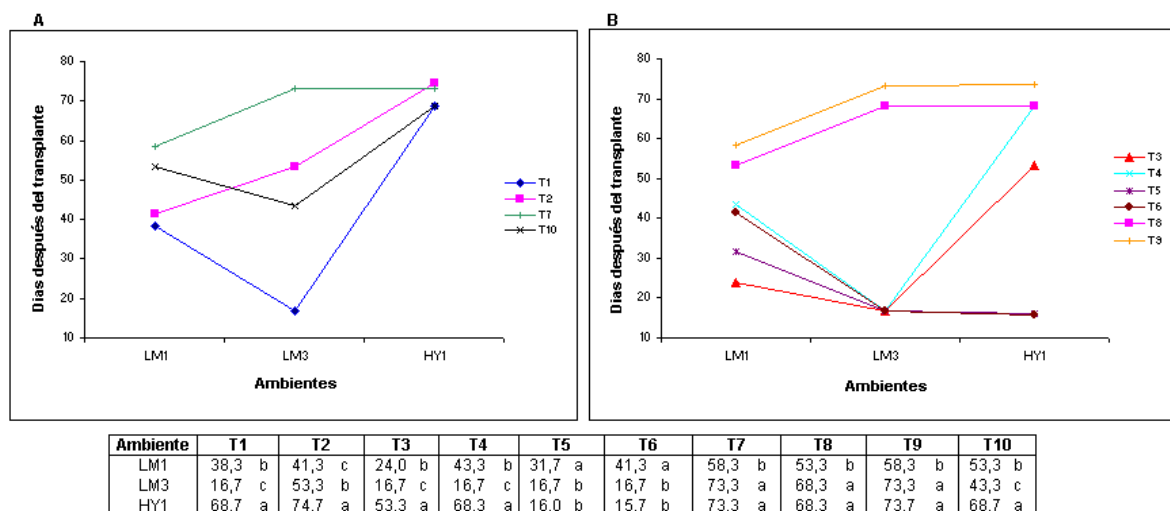 A
B
80
70
60
50
40
30
20
10
Días después del transplante
LM1 LM3 HY1
Ambientes
T1
T2
T7
T10
80
70
60
50
40
30
20
10
Días después del transplante
LM1 LM3 HY1
Ambientes
T3
T4
T5
T6
T8
T9
Ambiente T1 T2 T3 T4 T5 T6 T7 T8 T9 T10
LM1 38,3 b 41,3 c 24,0 b 43,3 b 31,7 a 41,3 a 58,3 b 53,3 b 58,3 b 53,3 b
LM3 16,7 c 53,3 b 16,7 c 16,7 c 16,7 b 16,7 b 73,3 a 68,3 a 73,3 a 43,3 c
HY1 68,7 a 74,7 a 53,3 a 68,3 a 16,0 b 15,7 b 73,3 a 68,3 a 73,7 a 68,7 a